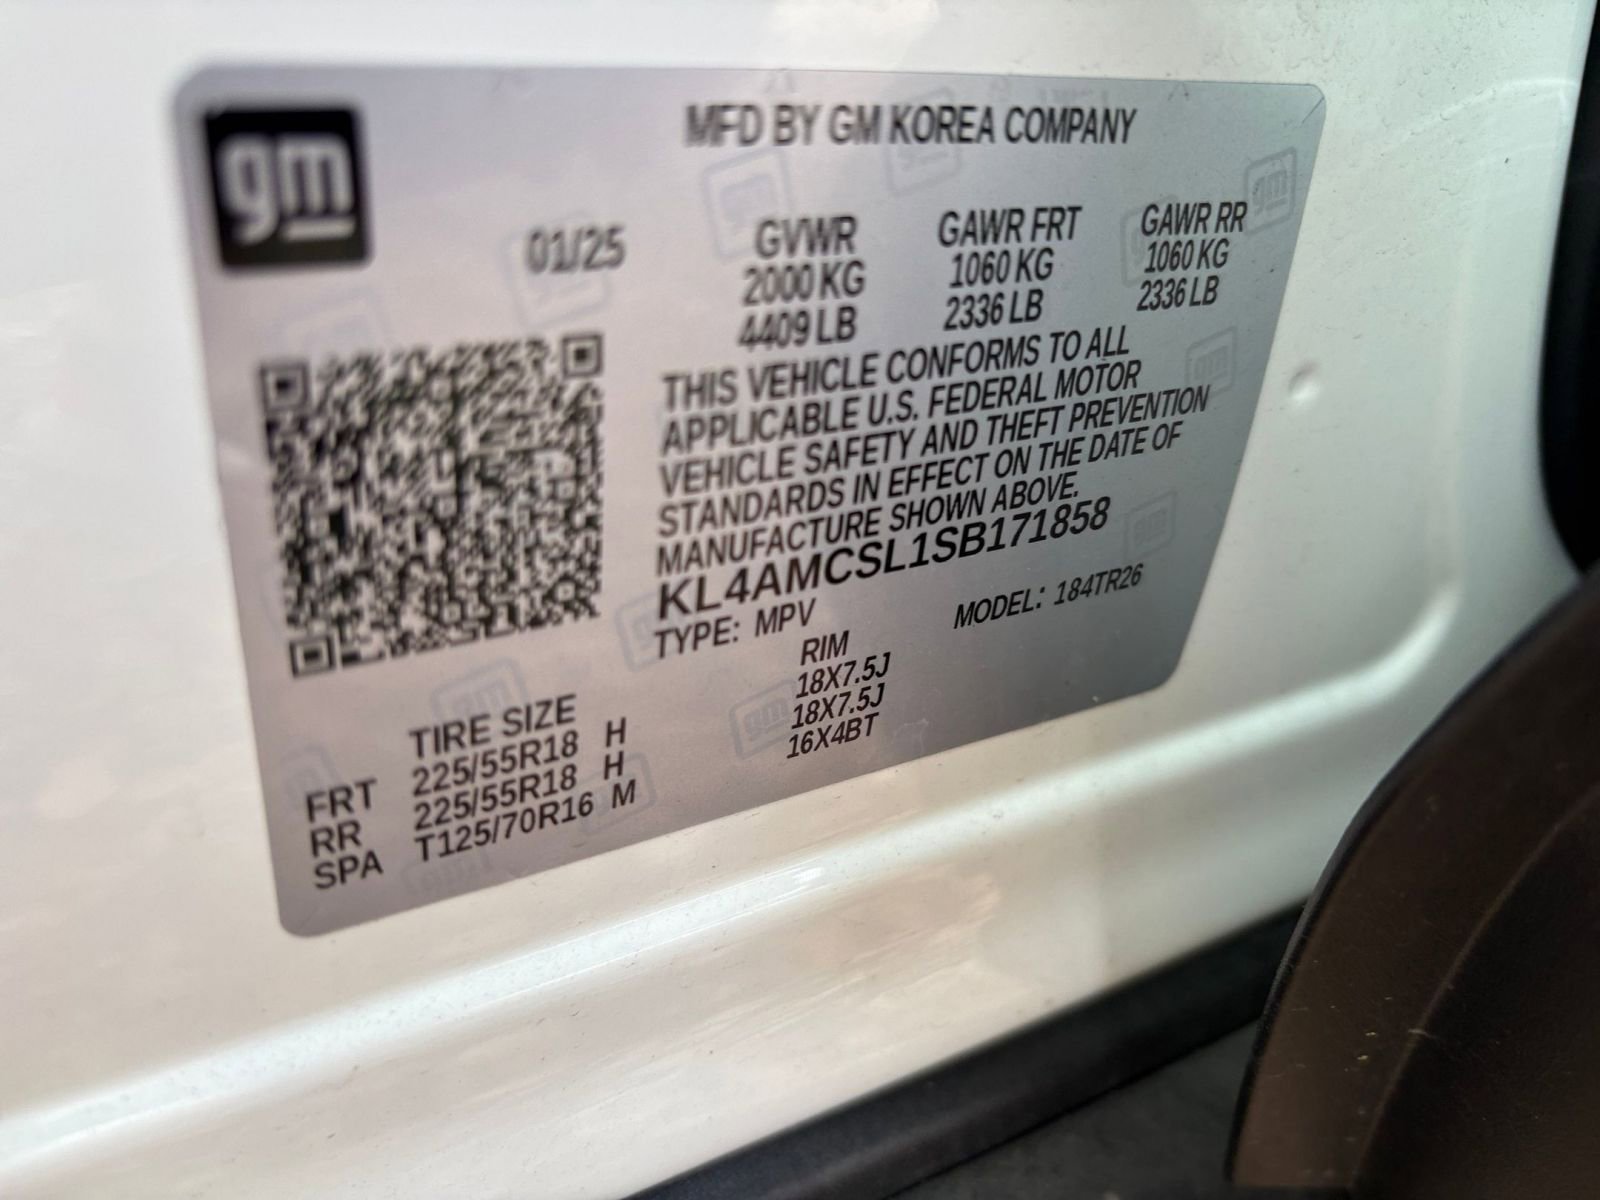 gm
MFD BY GM KOREA COMPANY
01/25
GVWR
2000 KG
4409 LB
GAWR FRT
1060 KG
2336 LB
GAWR RR
1060 KG
2336 LB
THIS VEHICLE CONFORMS TO ALL
APPLICABLE U.S. FEDERAL MOTOR
VEHICLE SAFETY AND THEFT PREVENTION
STANDARDS IN EFFECT ON THE DATE OF
MANUFACTURE SHOWN ABOVE.
KL4AMCSL1SB171858
TYPE: MPV MODEL: 184TR26
TIRE SIZE RIM
FRT 225/55R18 H 18X7.5J
RR 225/55R18 H 18X7.5J
SPA T125/70R16 M 16X4BT